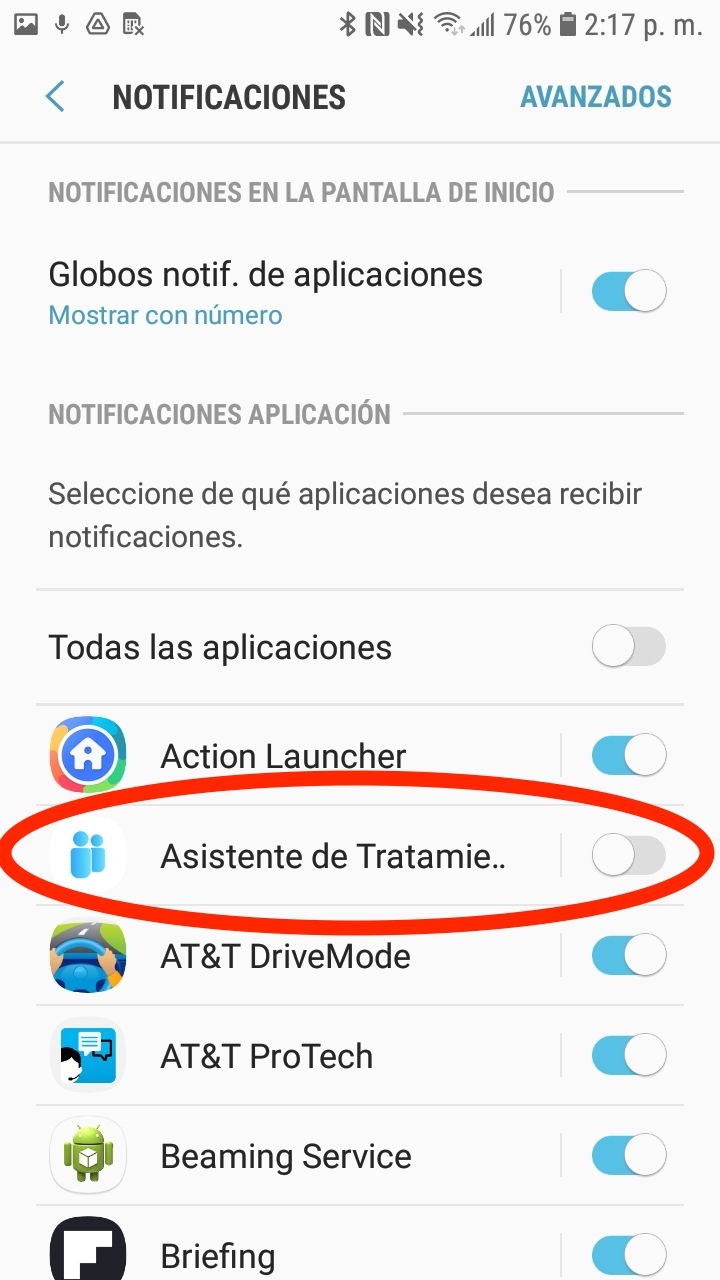 76% 2:17 p. m.
NOTIFICACIONES AVANZADOS
NOTIFICACIONES EN LA PANTALLA DE INICIO
Globos notif. de aplicaciones
Mostrar con número
NOTIFICACIONES APLICACIÓN
Seleccione de qué aplicaciones desea recibir
notificaciones.
Todas las aplicaciones
Action Launcher
Asistente de Tratamie..
AT&T DriveMode
AT&T ProTech
Beaming Service
Briefing